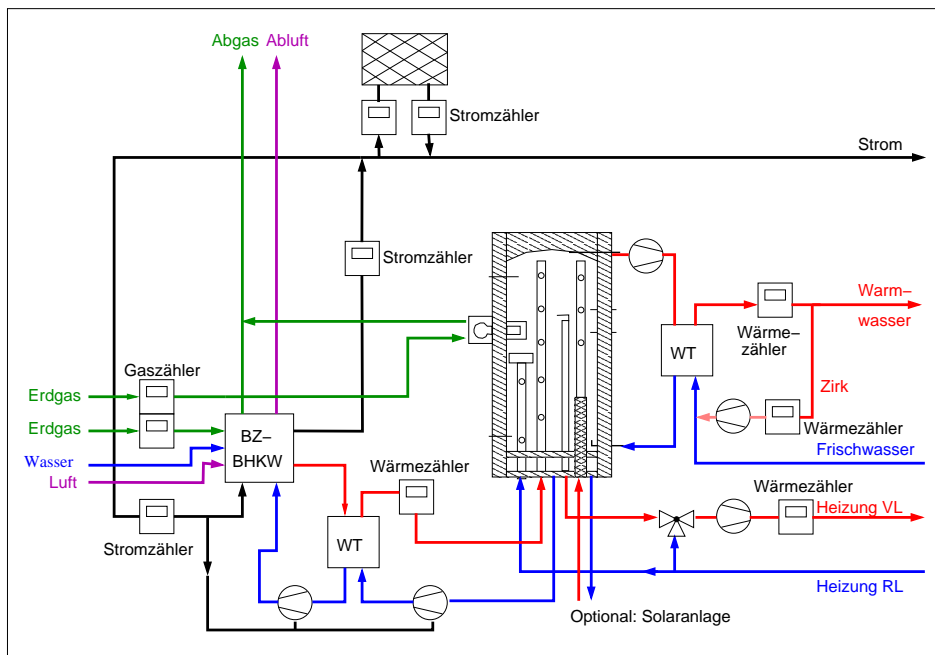 Abgas Abluft
Stromzähler
Strom
Stromzähler
Warm–
wasser
Wärme–
zähler
WT
Gaszähler
Zirk
Erdgas
Erdgas
BZ–
BHKW
Wärmezähler
Frischwasser
Wasser
Luft
Wärmezähler
Wärmezähler
Heizung VL
Stromzähler
WT
Heizung RL
Optional: Solaranlage